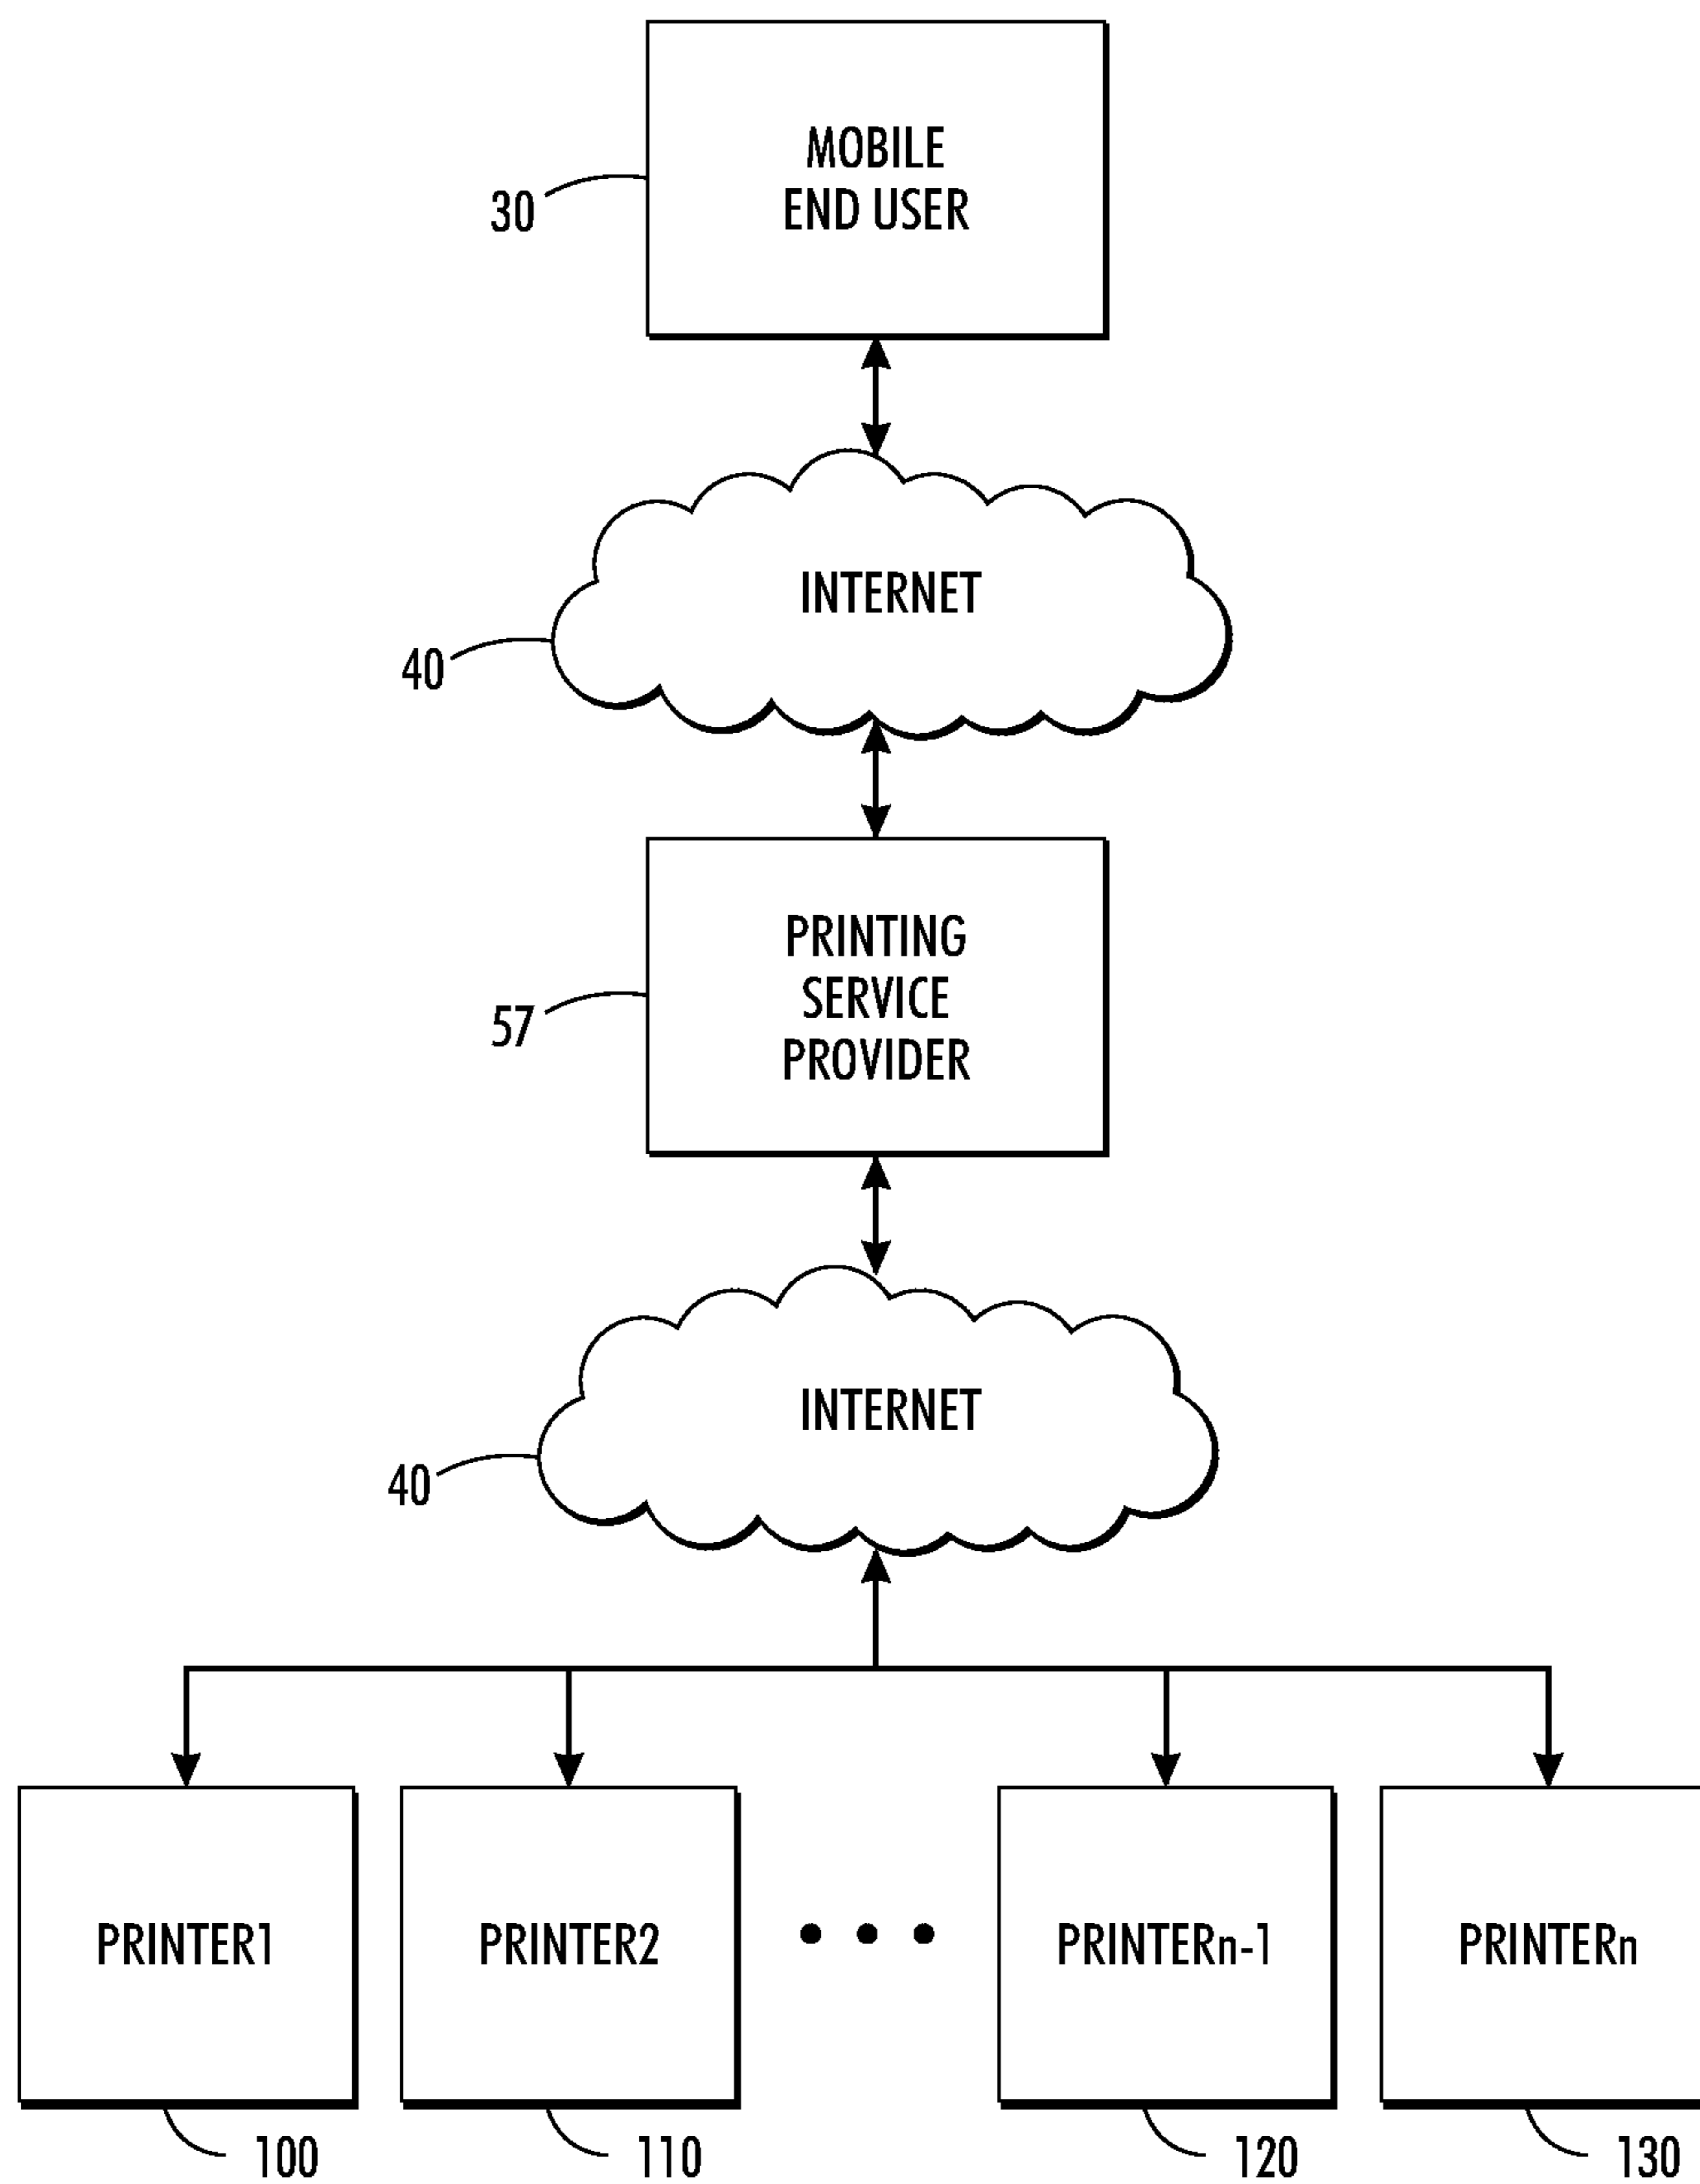 MOBILE
END USER
30
INTERNET
40
PRINTING
SERVICE
PROVIDER
57
INTERNET
40
PRINTER1
PRINTER2
PRINTERn-1
PRINTERn
100
110
120
130